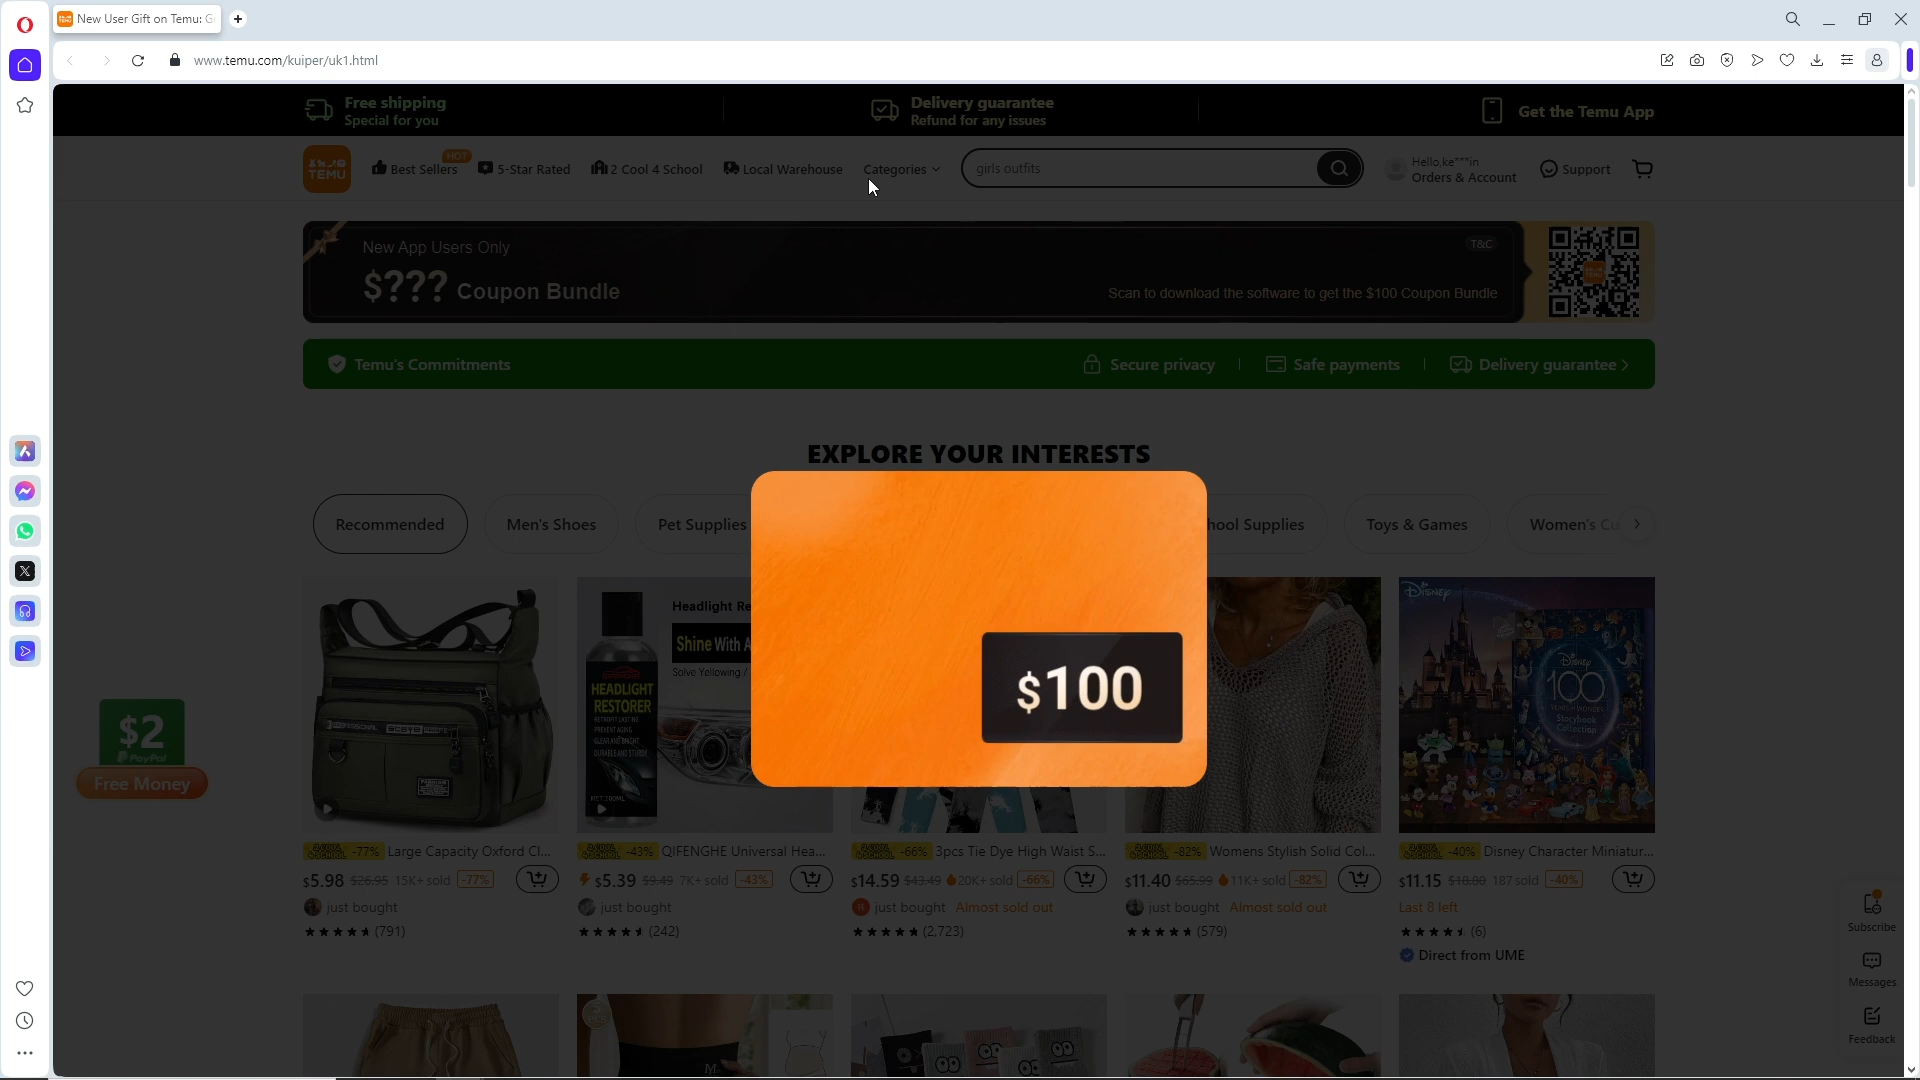 New User Gift on Temu: G
www.temu.com/kuiper/uk1.html
Free shipping
Special for you
Delivery guarantee
Refund for any issues
Get the Temu App
TEMU
HOT
Best Sellers
5-Star Rated
2 Cool 4 School
Local Warehouse
Categories
girls outfits
Hello,ke***in
Orders & Account
Support
New App Users Only
$??? Coupon Bundle
T&C
Scan to download the software to get the $100 Coupon Bundle
Temu's Commitments
Secure privacy
Safe payments
Delivery guarantee >
EXPLORE YOUR INTERESTS
Recommended
Men's Shoes
Pet Supplies
hool Supplies
Toys & Games
Women's Cu
$100
$2
PayPal
Free Money
Headlight Re
Shine With A
Solve Yellowing /
HEADLIGHT
RESTORER
Disney
Disney
100
YEARS OF WONDER
Storybook
Collection
-77% Large Capacity Oxford Cl...
$5.98 $26.95 15K+ sold -77%
just bought
(791)
-43% QIFENGHE Universal Hea...
$5.39 $9.49 7K+ sold -43%
just bought
(242)
-66% 3pcs Tie Dye High Waist S...
$14.59 $43.49 20K+ sold -66%
just bought Almost sold out
(2,723)
-82% Womens Stylish Solid Col...
$11.40 $65.99 11K+ sold -82%
just bought Almost sold out
(579)
-40% Disney Character Miniatur...
$11.15 $18.80 187 sold -40%
Last 8 left
(6)
Direct from UME
Subscribe
Messages
Feedback